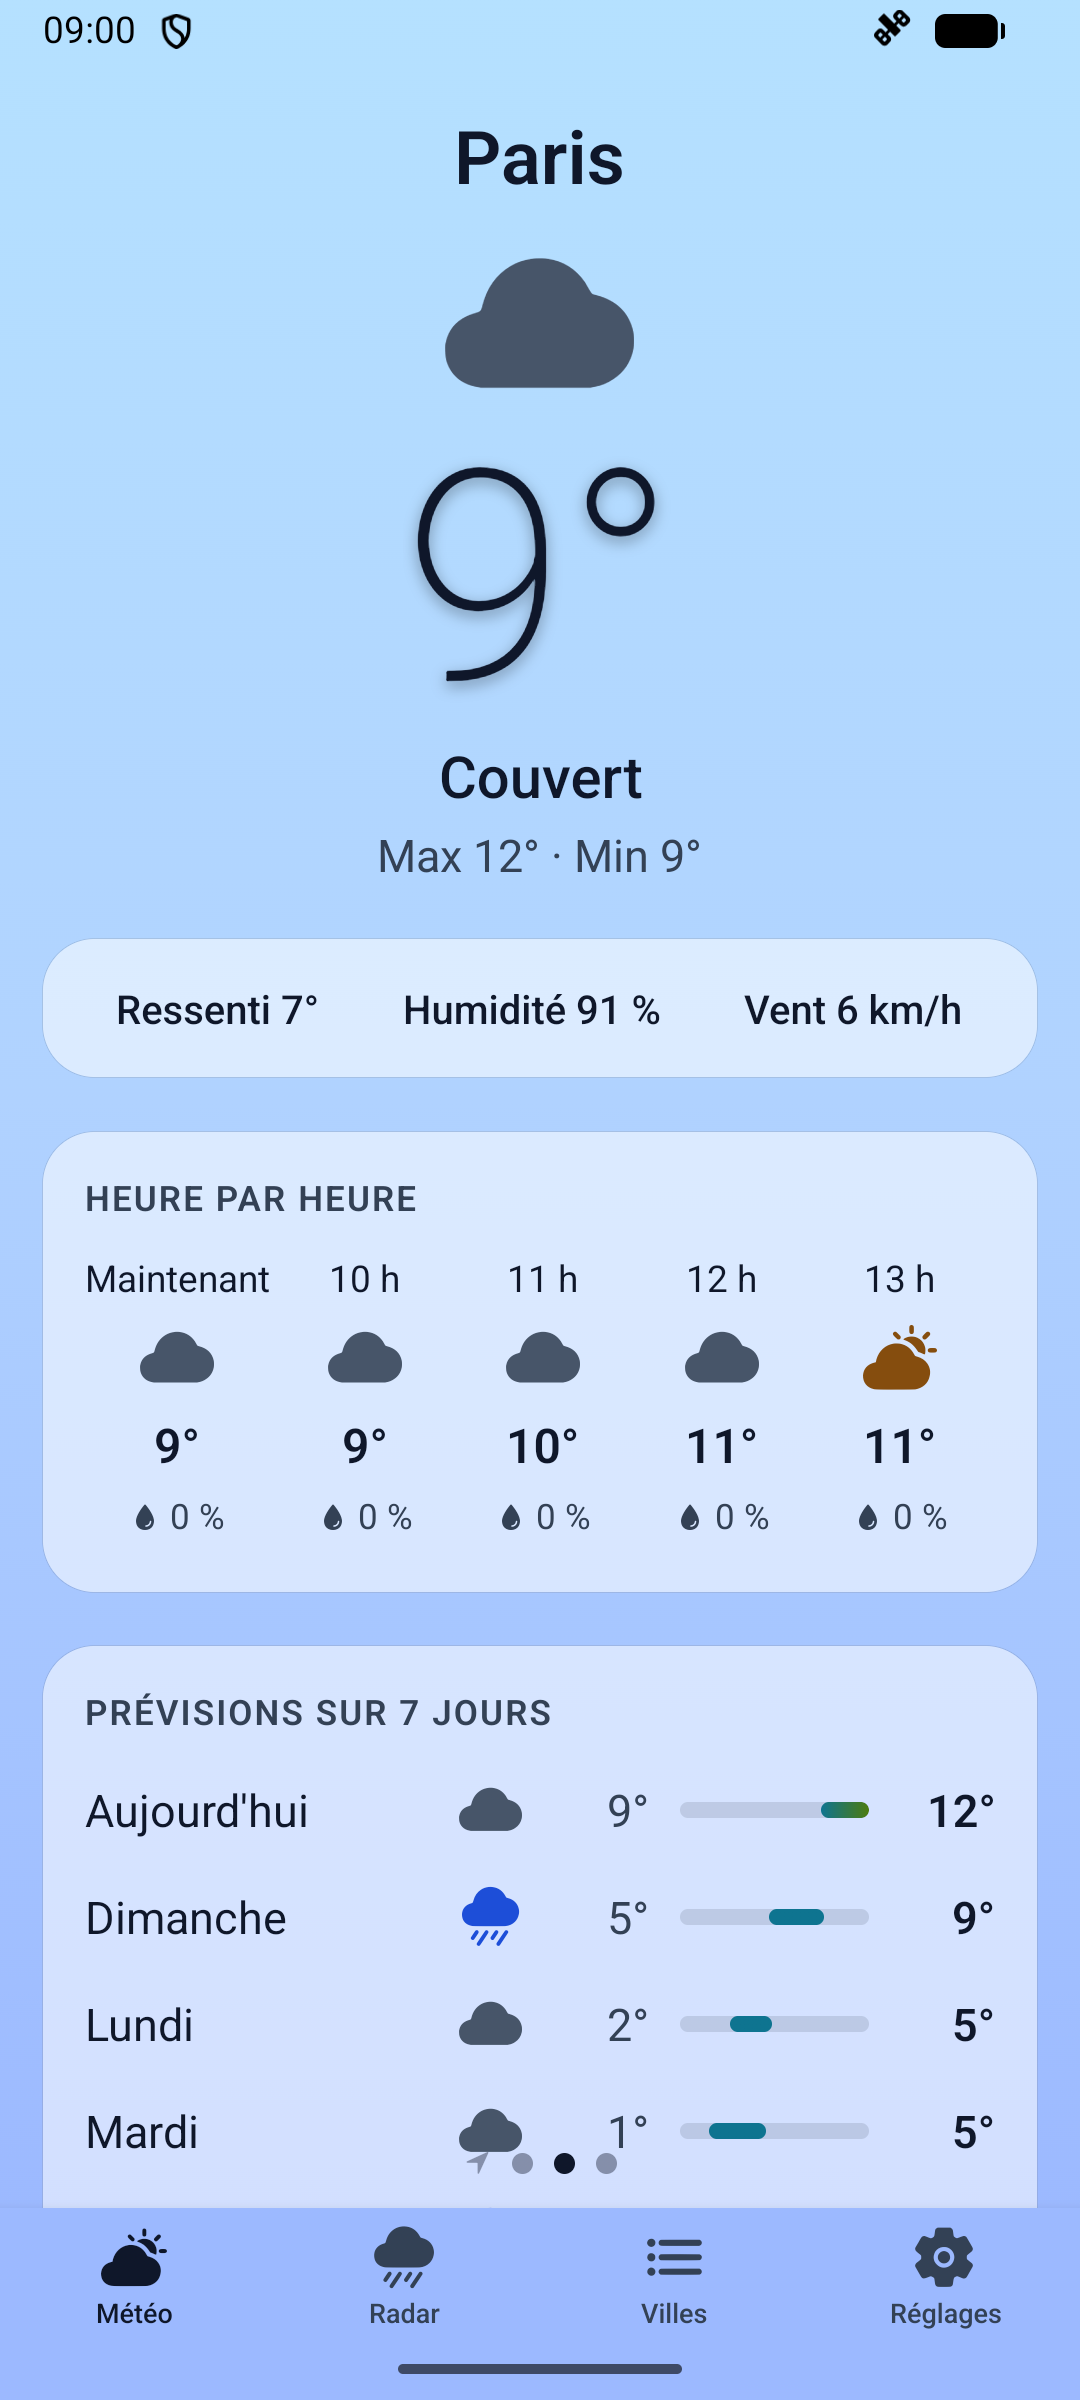 09:00
Paris
9°
Couvert
Max 12° · Min 9°
Ressenti 7° Humidité 91 % Vent 6 km/h
HEURE PAR HEURE
Maintenant 10 h 11 h 12 h 13 h
9° 9° 10° 11° 11°
0 % 0 % 0 % 0 % 0 %
PRÉVISIONS SUR 7 JOURS
Aujourd'hui 9° 12°
Dimanche 5° 9°
Lundi 2° 5°
Mardi 1° 5°
Météo Radar Villes Réglages